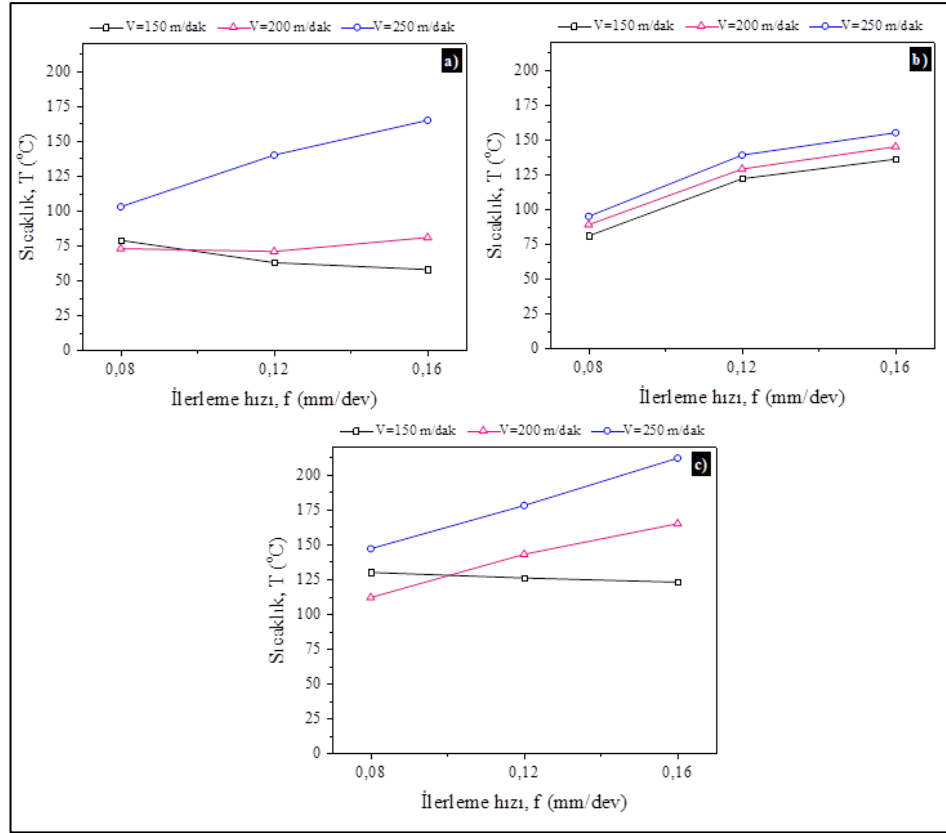 V=150 m/dak V=200 m/dak V=250 m/dak
a)
200
175
150
125
100
75
50
25
0
Sıcaklık, T (°C)
0,08 0,12 0,16
İlerleme hızı, f (mm/dev)
V=150 m/dak V=200 m/dak V=250 m/dak
b)
200
175
150
125
100
75
50
25
0
Sıcaklık, T (°C)
0,08 0,12 0,16
İlerleme hızı, f (mm/dev)
V=150 m/dak V=200 m/dak V=250 m/dak
c)
200
175
150
125
100
75
50
25
0
Sıcaklık, T (°C)
0,08 0,12 0,16
İlerleme hızı, f (mm/dev)